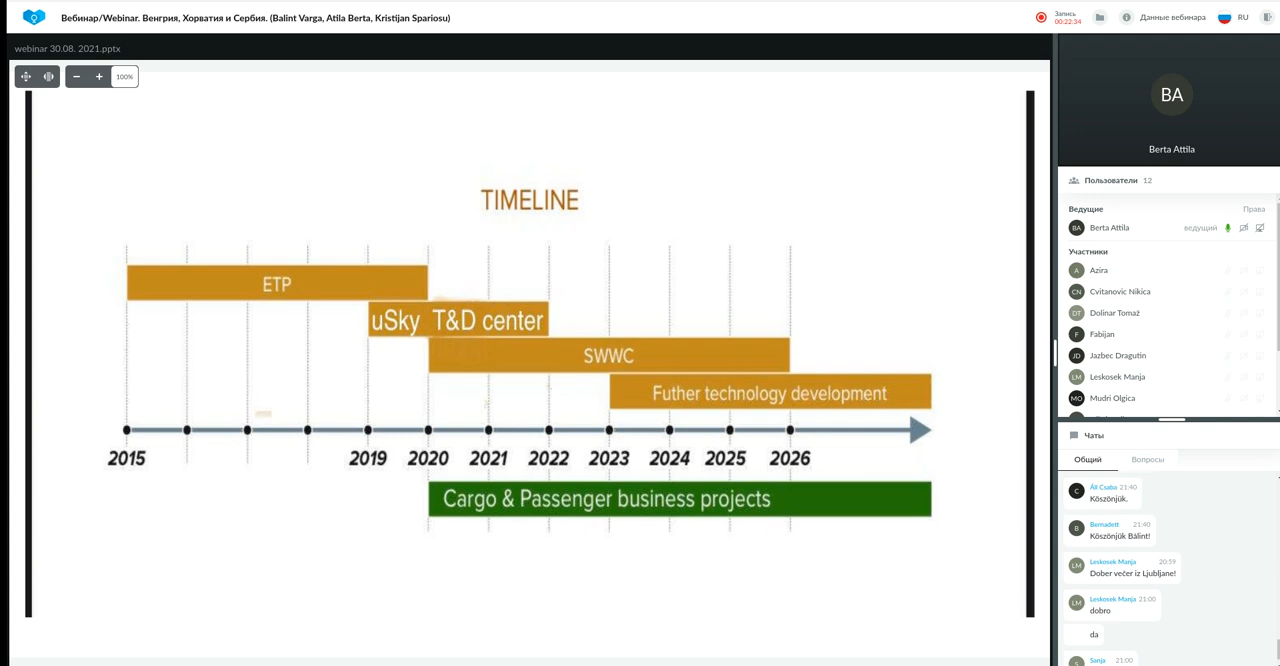 Вебинар/Webinar. Венгрия, Хорватия и Сербия. (Balint Varga, Atila Berta, Kristijan Spariosu)
Запись
00:22:34
Данные вебинара
RU
webinar 30.08. 2021.pptx
100%
TIMELINE
ETP
uSky T&D center
SWWC
Futher technology development
2015 2019 2020 2021 2022 2023 2024 2025 2026
Cargo & Passenger business projects
BA
Berta Attila
Пользователи 12
Ведущие Права
BA Berta Attila ведущий
Участники
A Azira
CN Cvitanovic Nikica
DT Dolinar Tomaž
F Fabijan
JD Jazbec Dragutin
LM Leskosek Manja
MO Mudri Olgica
Чаты
Общий Вопросы
C Áll Csaba 21:40
Köszönjük.
B Bernadett 21:40
Köszönjük Bálint!
LM Leskosek Manja 20:59
Dober večer iz Ljubljane!
LM Leskosek Manja 21:00
dobro
da
S Sanja 21:00